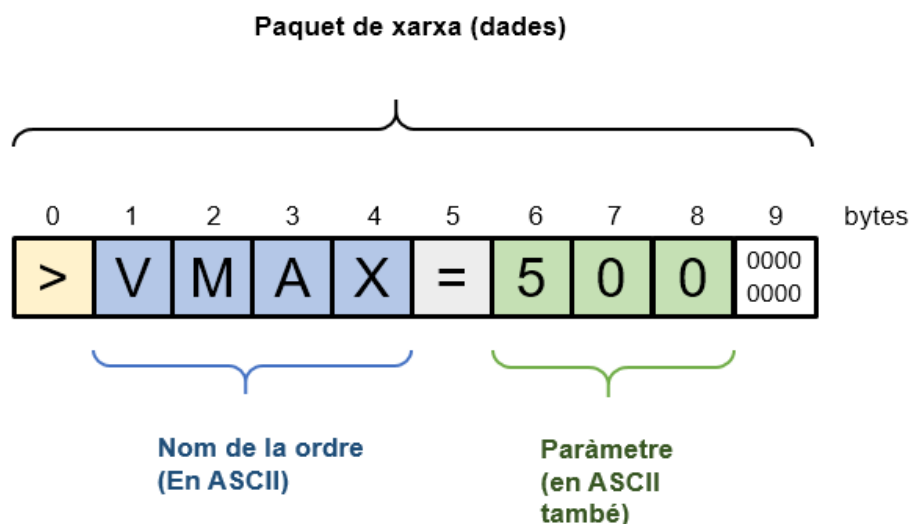 Paquet de xarxa (dades)
0 1 2 3 4 5 6 7 8 9 bytes
> V M A X = 5 0 0 0000
0000
Nom de la ordre
(En ASCII)
Paràmetre
(en ASCII
també)